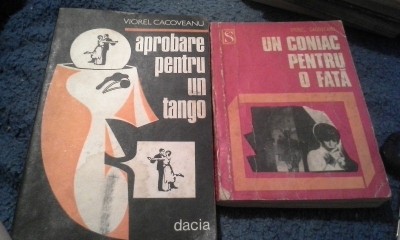 VIOREL CACOVEANU
aprobare
pentru
un
tango
dacia
S
UN CONIAC
PENTRU
O FATĂ